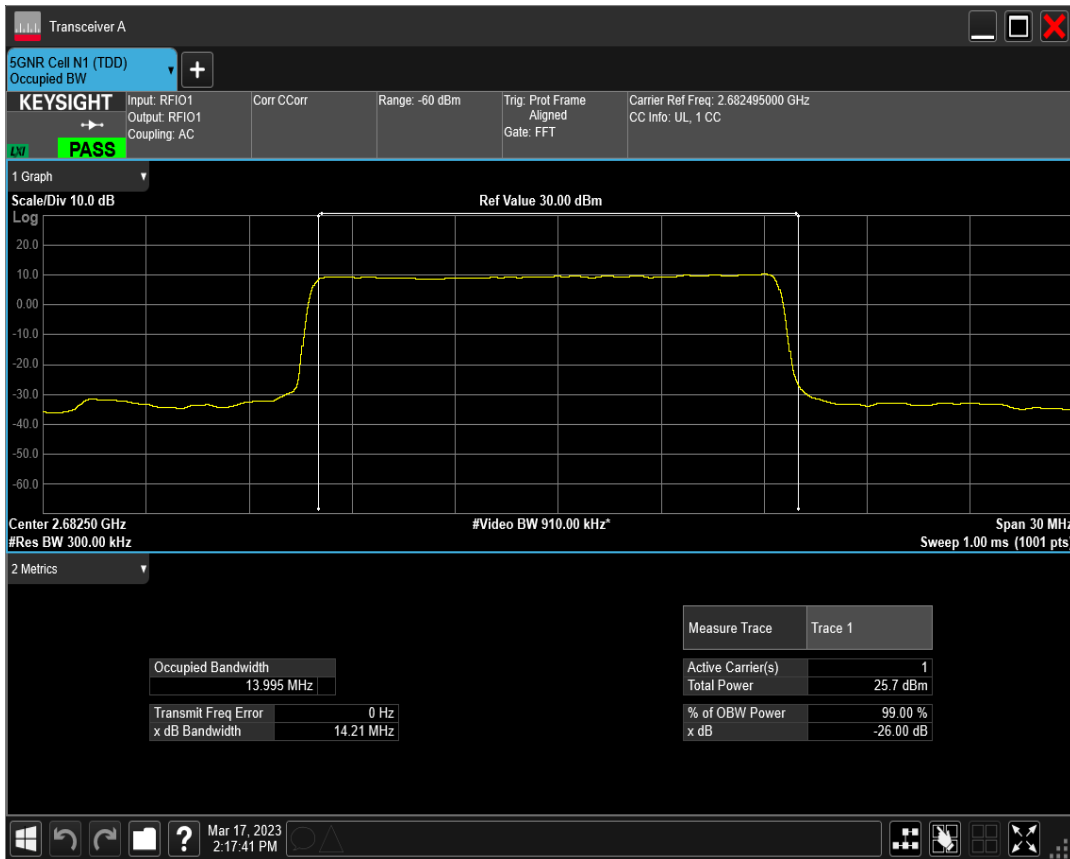 Transceiver A
5GNR Cell N1 (TDD)
Occupied BW
+
KEYSIGHT
LXI
PASS
Input: RFIO1
Output: RFIO1
Coupling: AC
Corr CCorr
Range: -60 dBm
Trig: Prot Frame
Aligned
Gate: FFT
Carrier Ref Freq: 2.682495000 GHz
CC Info: UL, 1 CC
1 Graph
Scale/Div 10.0 dB
Ref Value 30.00 dBm
Log
20.0
10.0
0.00
-10.0
-20.0
-30.0
-40.0
-50.0
-60.0
Center 2.68250 GHz
#Video BW 910.00 kHz*
Span 30 MHz
#Res BW 300.00 kHz
Sweep 1.00 ms (1001 pts)
2 Metrics
Measure Trace Trace 1
Occupied Bandwidth
13.995 MHz
Transmit Freq Error 0 Hz
x dB Bandwidth 14.21 MHz
Active Carrier(s) 1
Total Power 25.7 dBm
% of OBW Power 99.00 %
x dB -26.00 dB
?
Mar 17, 2023
2:17:41 PM